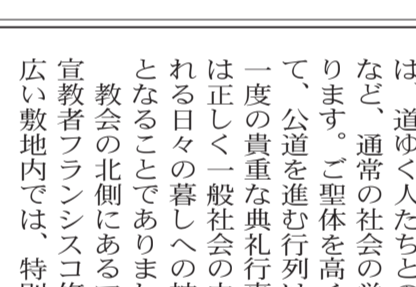 は、道ゆく人たちと
など、通常の社会の
ります。ご聖体を高く
て、公道を進む行列
一度の貴重な典礼行
は正しく一般社会の
れる日々の暮しへの
となることでありま
教会の北側にある
宣教者フランシスコ
広い敷地内では、特